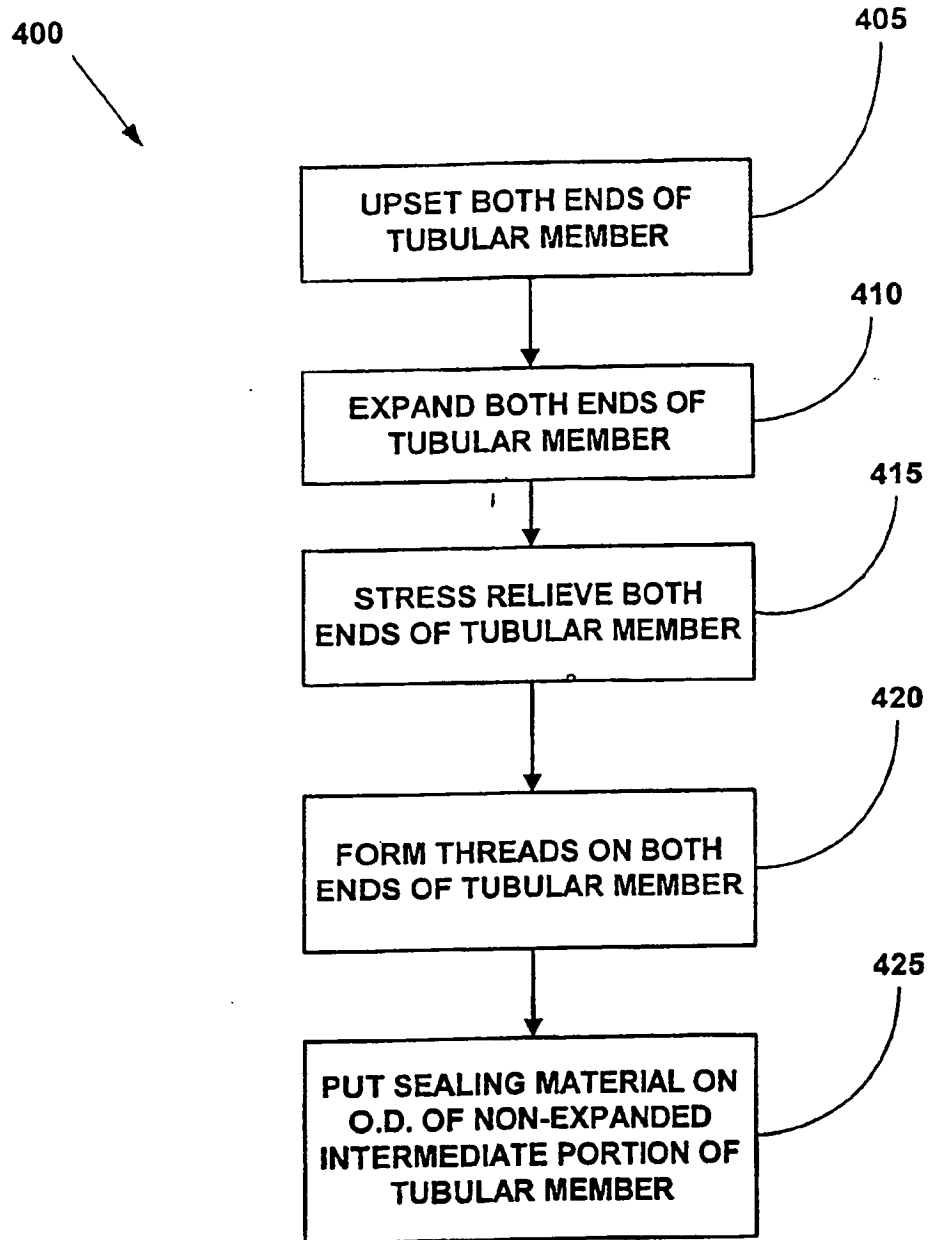 400
405
UPSET BOTH ENDS OF
TUBULAR MEMBER
410
EXPAND BOTH ENDS OF
TUBULAR MEMBER
415
STRESS RELIEVE BOTH
ENDS OF TUBULAR MEMBER
420
FORM THREADS ON BOTH
ENDS OF TUBULAR MEMBER
425
PUT SEALING MATERIAL ON
O.D. OF NON-EXPANDED
INTERMEDIATE PORTION OF
TUBULAR MEMBER